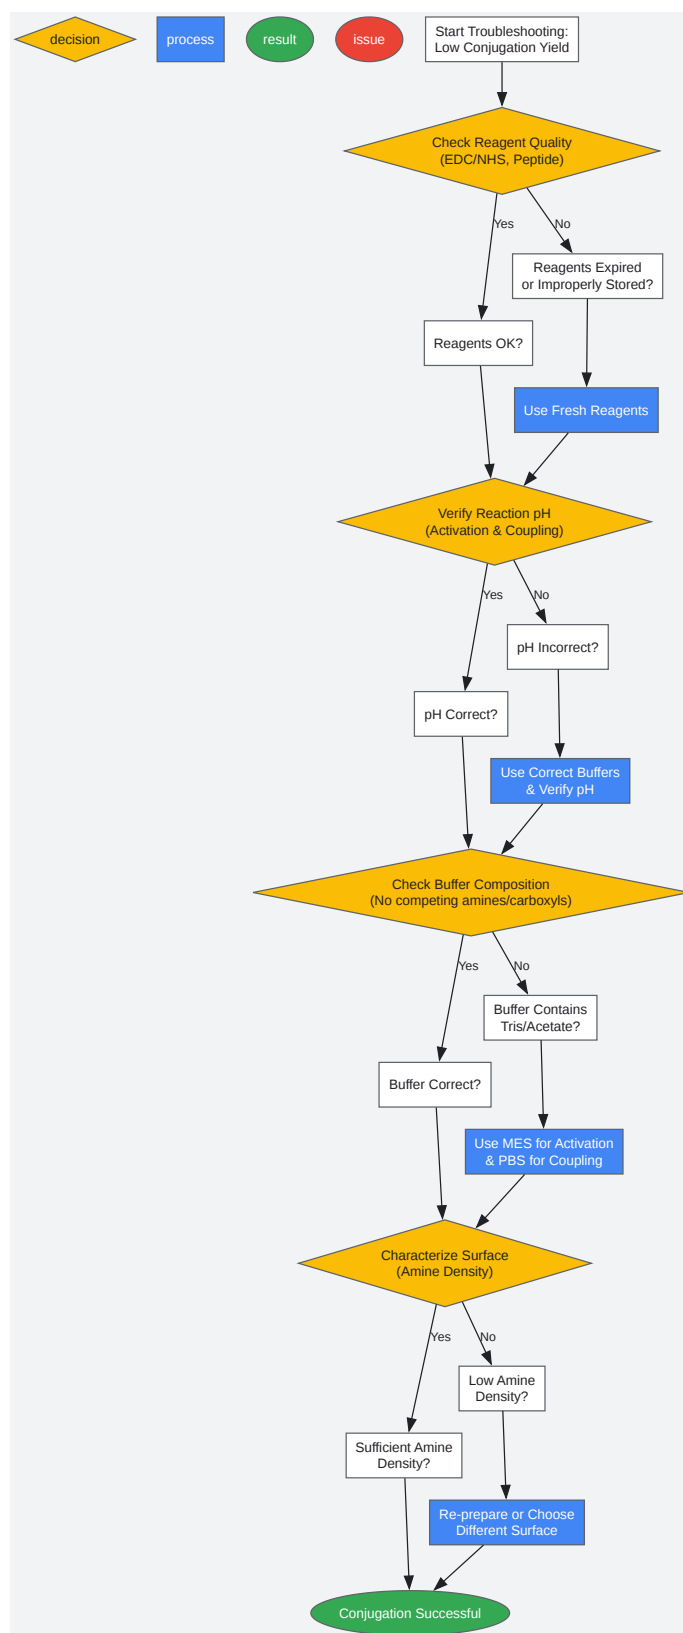 decision
process
result
issue
Start Troubleshooting:
Low Conjugation Yield
Check Reagent Quality
(EDC/NHS, Peptide)
Yes
No
Reagents Expired
or Improperly Stored?
Reagents OK?
Use Fresh Reagents
Verify Reaction pH
(Activation & Coupling)
Yes
No
pH Incorrect?
pH Correct?
Use Correct Buffers
& Verify pH
Check Buffer Composition
(No competing amines/carboxyls)
Yes
No
Buffer Contains
Tris/Acetate?
Buffer Correct?
Use MES for Activation
& PBS for Coupling
Characterize Surface
(Amine Density)
Yes
No
Low Amine
Density?
Sufficient Amine
Density?
Re-prepare or Choose
Different Surface
Conjugation Successful